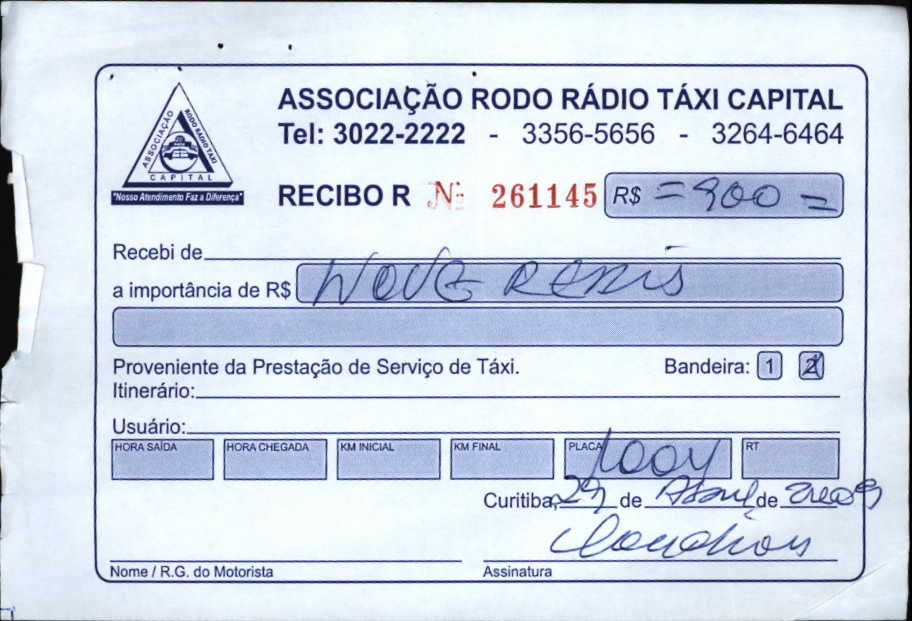 ASSOCIAÇÃO RODO RÁDIO TÁXI CAPITAL
Tel: 3022-2222 - 3356-5656 - 3264-6464
ASSOCIAÇÃO RODO RÁDIO TAXI
CAPITAL
"Nosso Atendimento Faz a Diferença"
RECIBO R Nº 261145 R$ = 900 =
Recebi de
a importância de R$ NOVE REAIS
Proveniente da Prestação de Serviço de Táxi. Bandeira: 1 2
Itinerário:
Usuário:
HORA SAÍDA HORA CHEGADA KM INICIAL KM FINAL PLACA RT
Curitiba, 29 de Abril de
Nome / R.G. do Motorista Assinatura